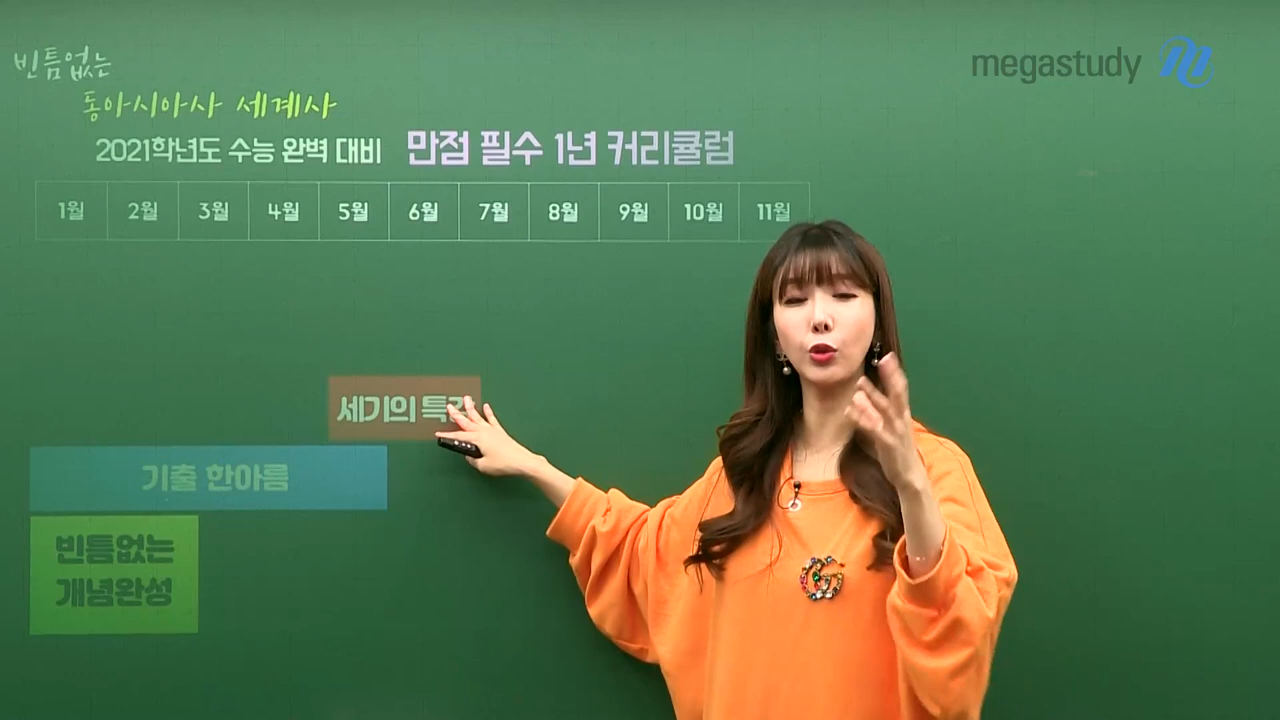 빈틈없는
megastudy
동아시아사 세계사
2021학년도 수능 완벽 대비 만점 필수 1년 커리큘럼
1월 2월 3월 4월 5월 6월 7월 8월 9월 10월 11월
세기의
기출 한아름
빈틈없는
개념완성